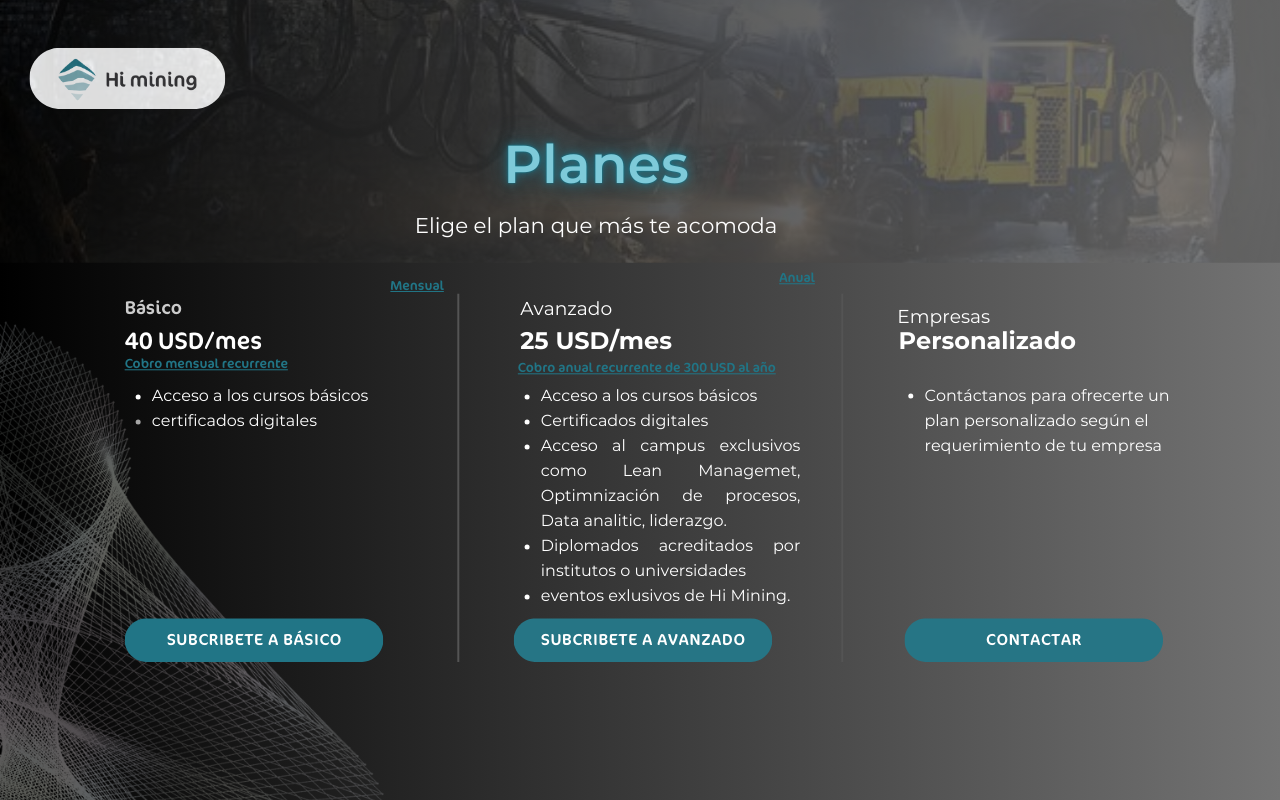 Hi mining
Planes
Elige el plan que más te acomoda
Mensual
Básico
40 USD/mes
Cobro mensual recurrente
Acceso a los cursos básicos
certificados digitales
SUBCRIBETE A BÁSICO
Anual
Avanzado
25 USD/mes
Cobro anual recurrente de 300 USD al año
Acceso a los cursos básicos
Certificados digitales
Acceso al campus exclusivos
como Lean Managemet,
Optimnización de procesos,
Data analitic, liderazgo.
Diplomados acreditados por
institutos o universidades
eventos exlusivos de Hi Mining.
SUBCRIBETE A AVANZADO
Empresas
Personalizado
Contáctanos para ofrecerte un
plan personalizado según el
requerimiento de tu empresa
CONTACTAR